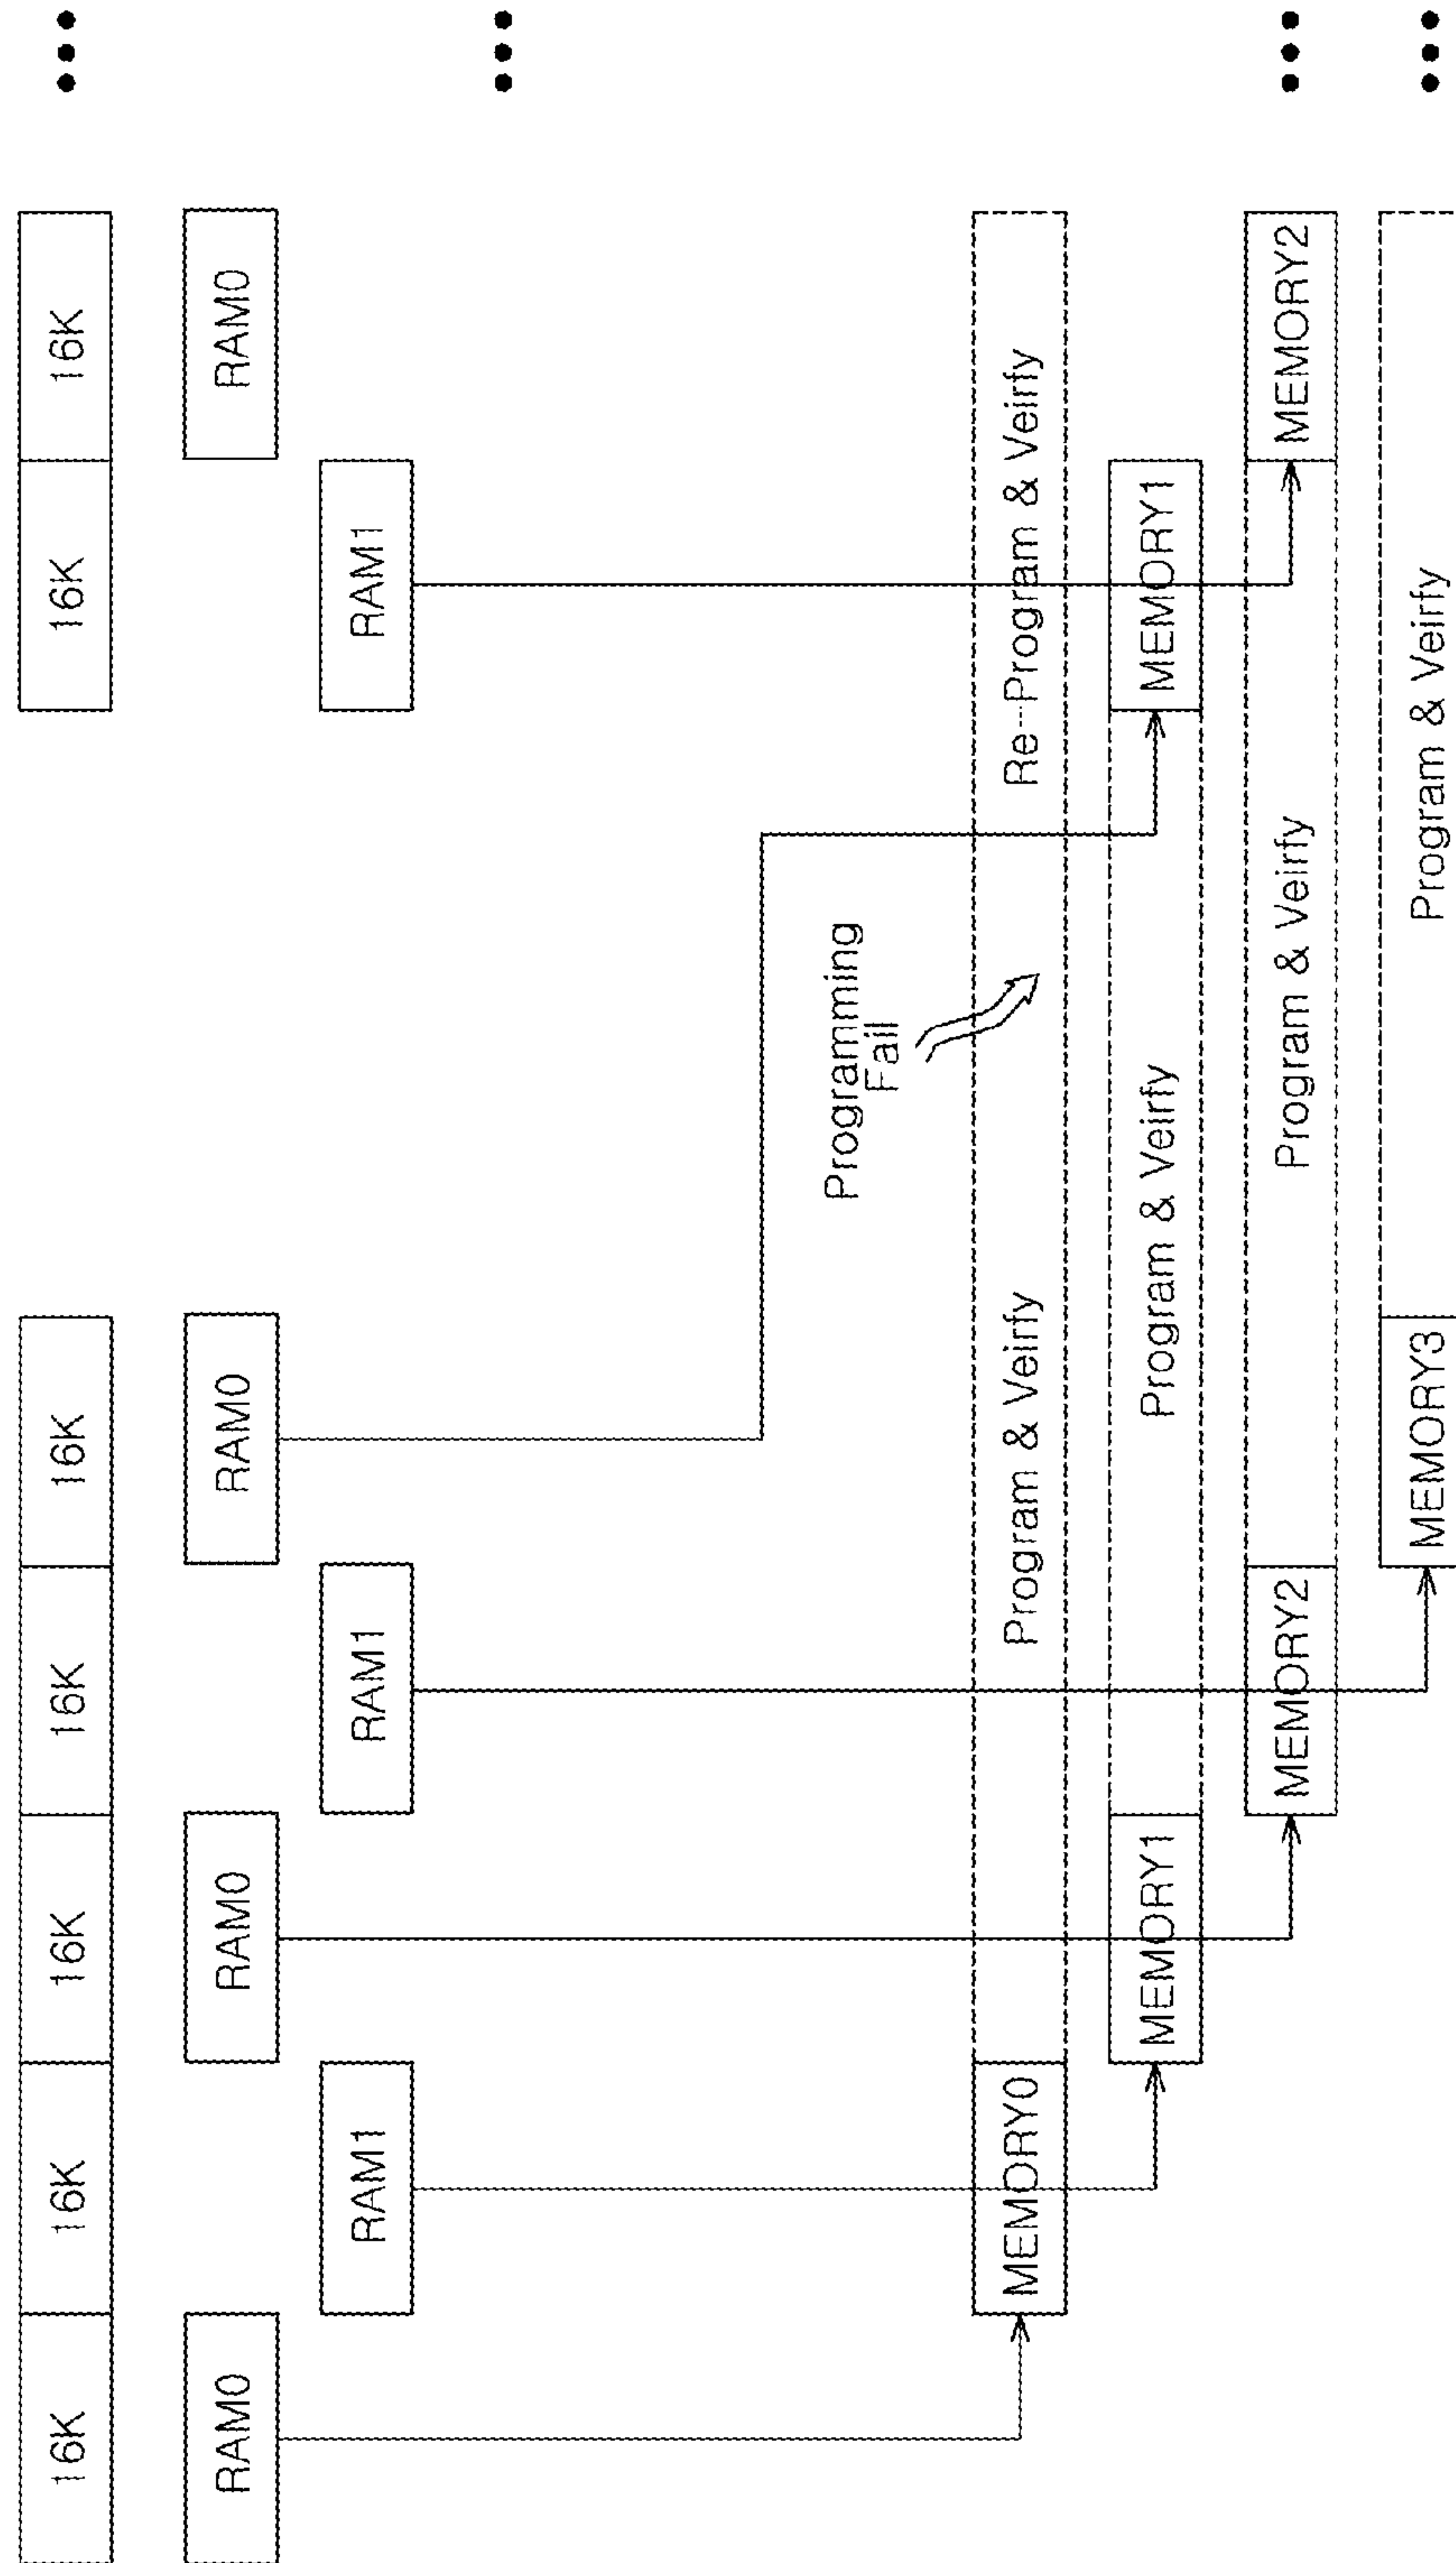 16K 16K 16K 16K 16K 16K 16K
RAM0 RAM0 RAM0 RAM0
RAM1 RAM1 RAM1
Programming
Fail
MEMORY0 Program & Veirfy Re-Program & Veirfy
MEMORY1 Program & Veirfy MEMORY1
MEMORY2 Program & Veirfy MEMORY2
MEMORY3 Program & Veirfy